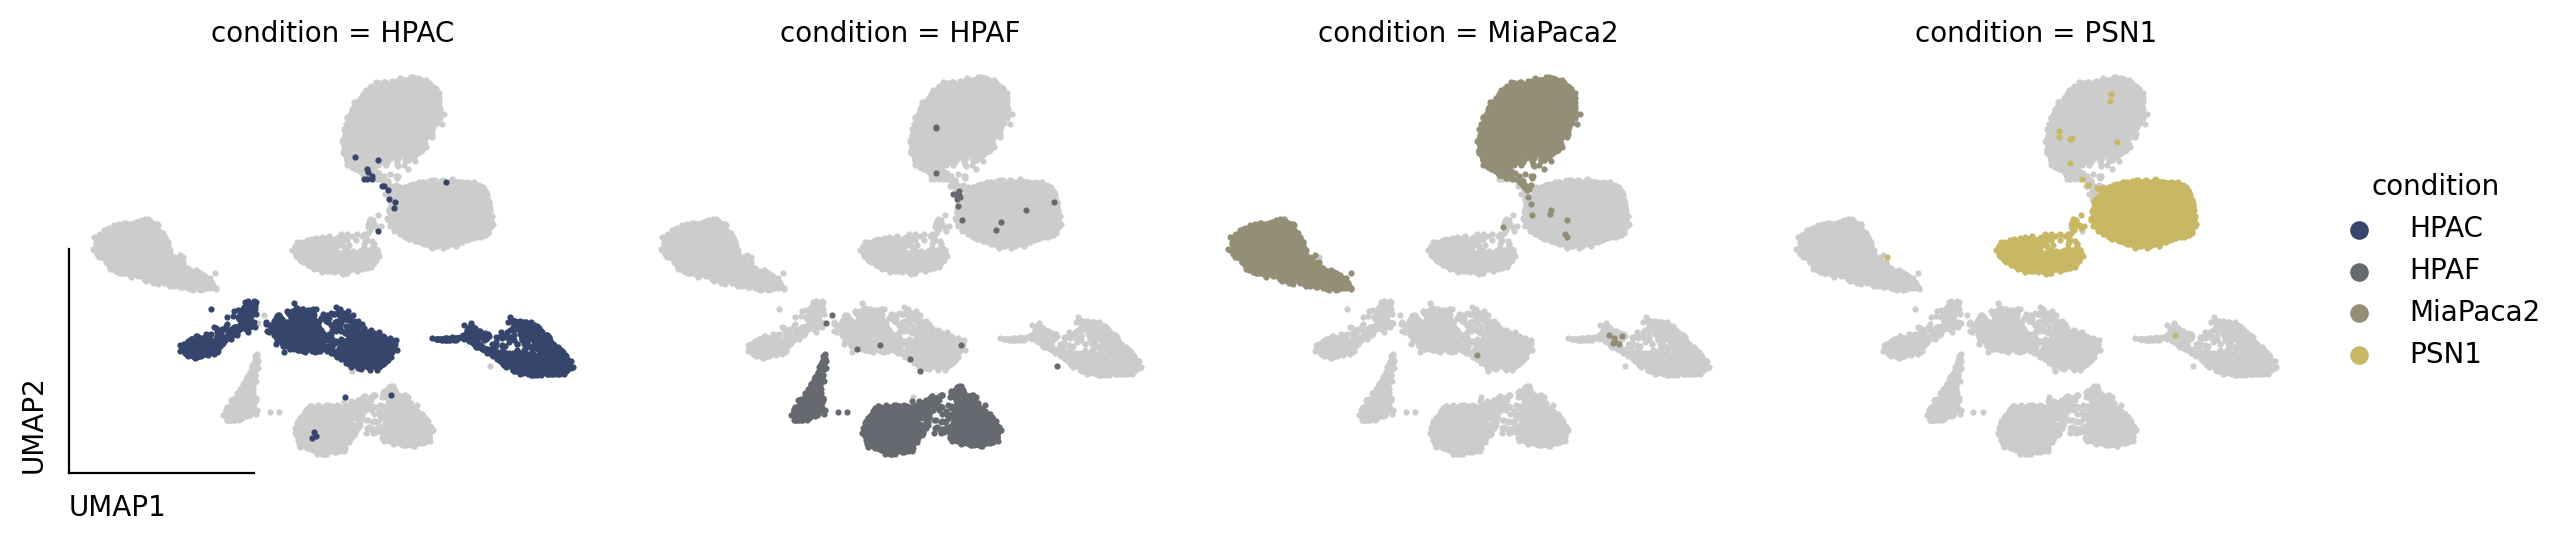 condition = HPAC
condition = HPAF
condition = MiaPaca2
condition = PSN1
UMAP2
UMAP1
condition
HPAC
HPAF
MiaPaca2
PSN1